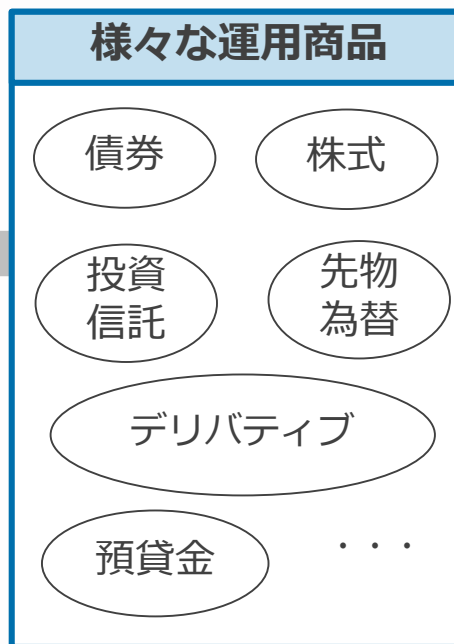 様々な運用商品
債券
株式
投資
信託
先物
為替
デリバティブ
預貸金
・・・